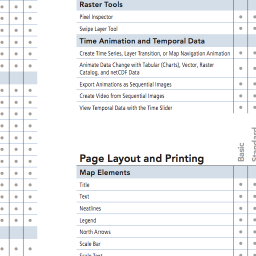 Raster Tools
Pixel Inspector
Swipe Layer Tool
Time Animation and Temporal Data
Create Time Series, Layer Transition, or Map Navigation Animation
Animate Data Change with Tabular (Charts), Vector, Raster
Catalog, and netCDF Data
Export Animations as Sequential Images
Create Video from Sequential Images
View Temporal Data with the Time Slider
Basic
Standard
Page Layout and Printing
Map Elements
Title
Text
Neatlines
Legend
North Arrows
Scale Bar
Scale Text